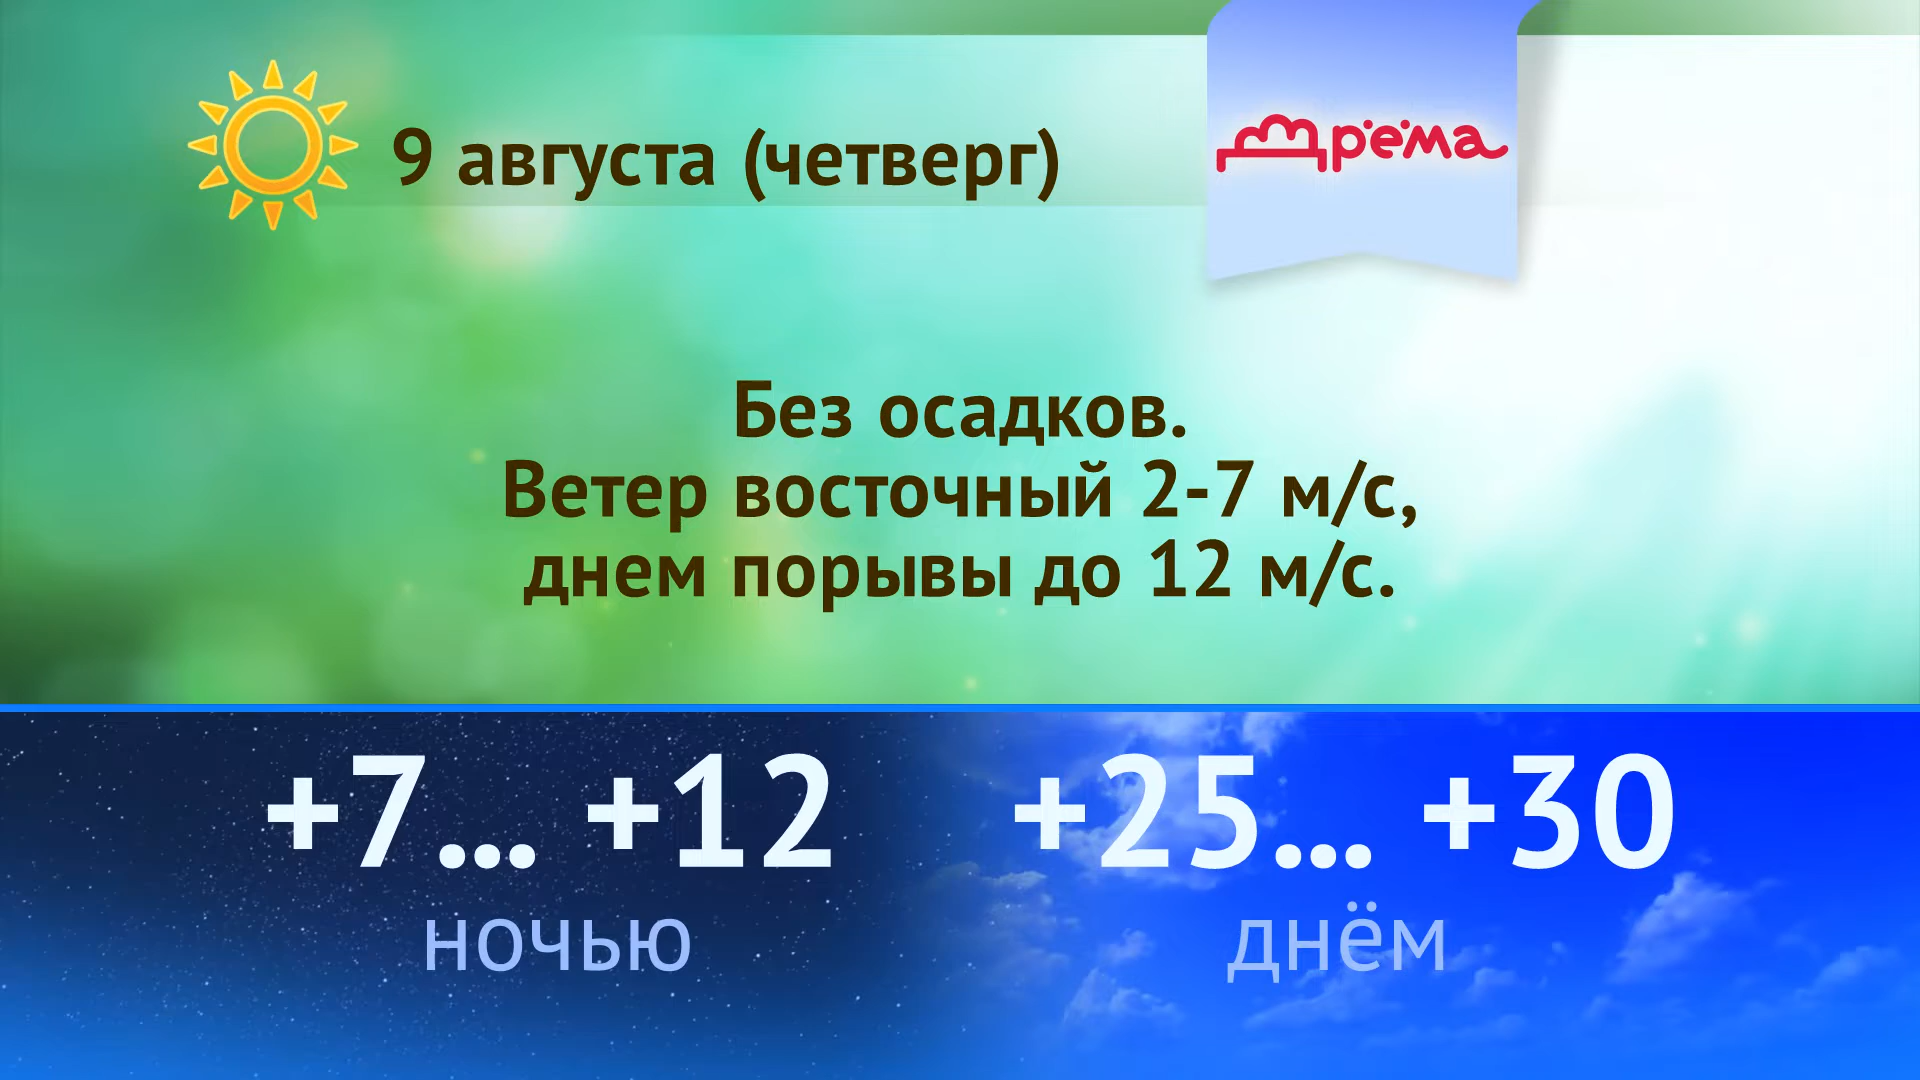 9 августа (четверг)
Дрёма
Без осадков.
Ветер восточный 2-7 м/с,
днем порывы до 12 м/с.
+7... +12
ночью
+25... +30
днём